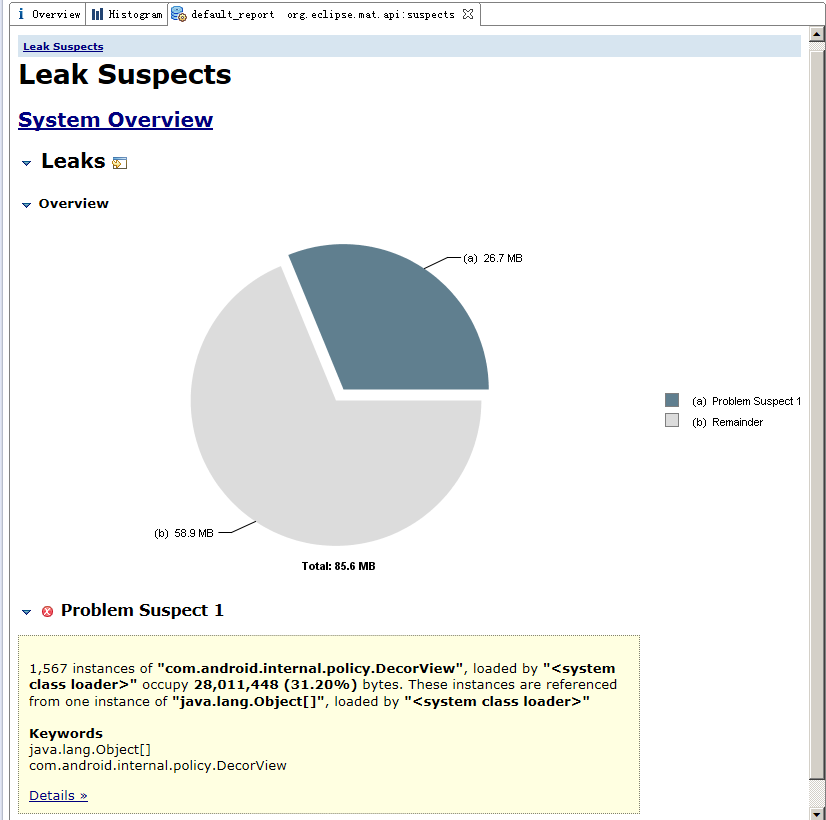 Overview Histogram default_report org.eclipse.mat.api:suspects
Leak Suspects
Leak Suspects
System Overview
Leaks
Overview
(a) 26.7 MB
(a) Problem Suspect 1
(b) Remainder
(b) 58.9 MB
Total: 85.6 MB
Problem Suspect 1
1,567 instances of "com.android.internal.policy.DecorView", loaded by "<system
class loader>" occupy 28,011,448 (31.20%) bytes. These instances are referenced
from one instance of "java.lang.Object[]", loaded by "<system class loader>"
Keywords
java.lang.Object[]
com.android.internal.policy.DecorView
Details »